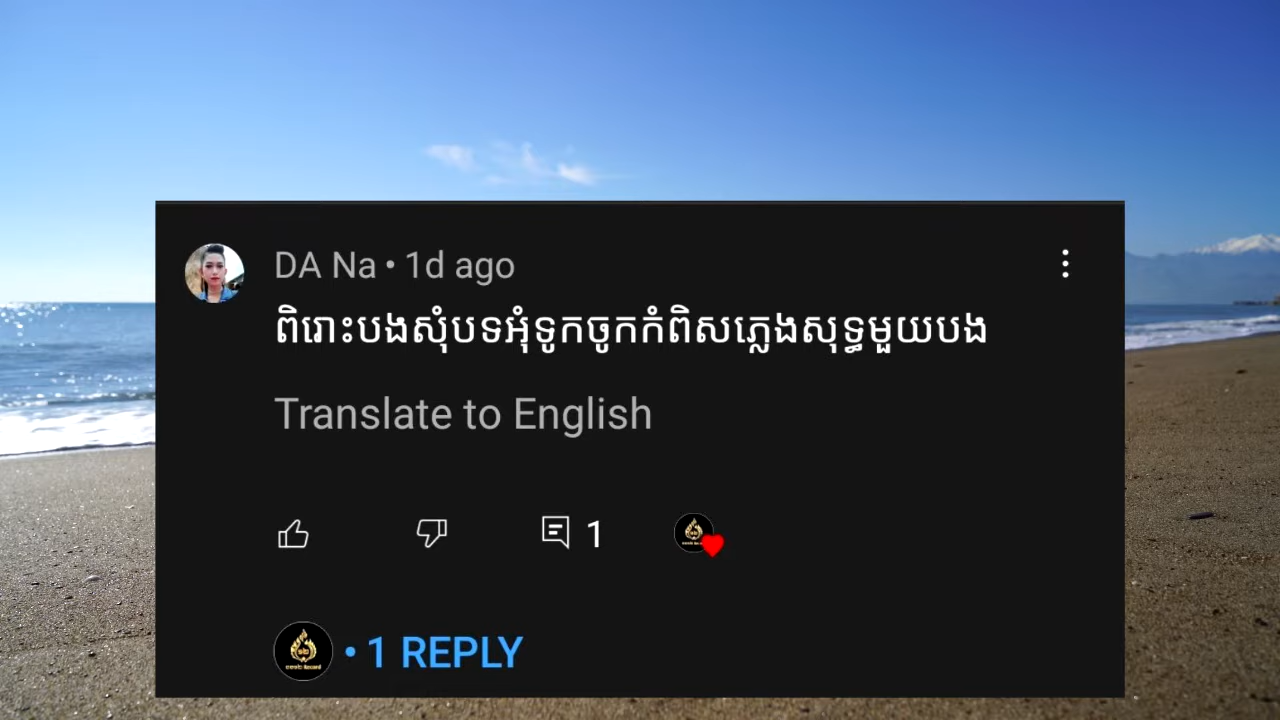 DA Na • 1d ago
ពិរោះបងសុំបទអុំទូកចូកកំពិសភ្លេងសុទ្ធមួយបង
Translate to English
1
• 1 REPLY